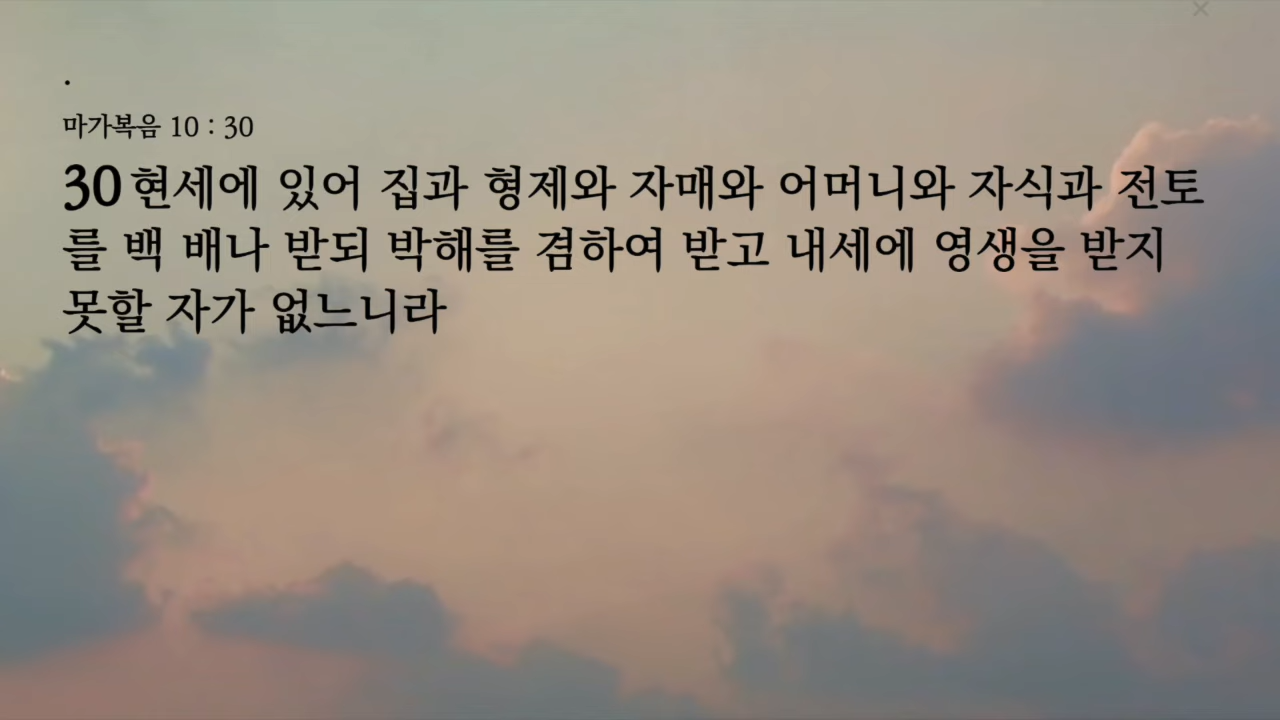 .
마가복음 10 : 30
30 현세에 있어 집과 형제와 자매와 어머니와 자식과 전토
를 백 배나 받되 박해를 겸하여 받고 내세에 영생을 받지
못할 자가 없느니라